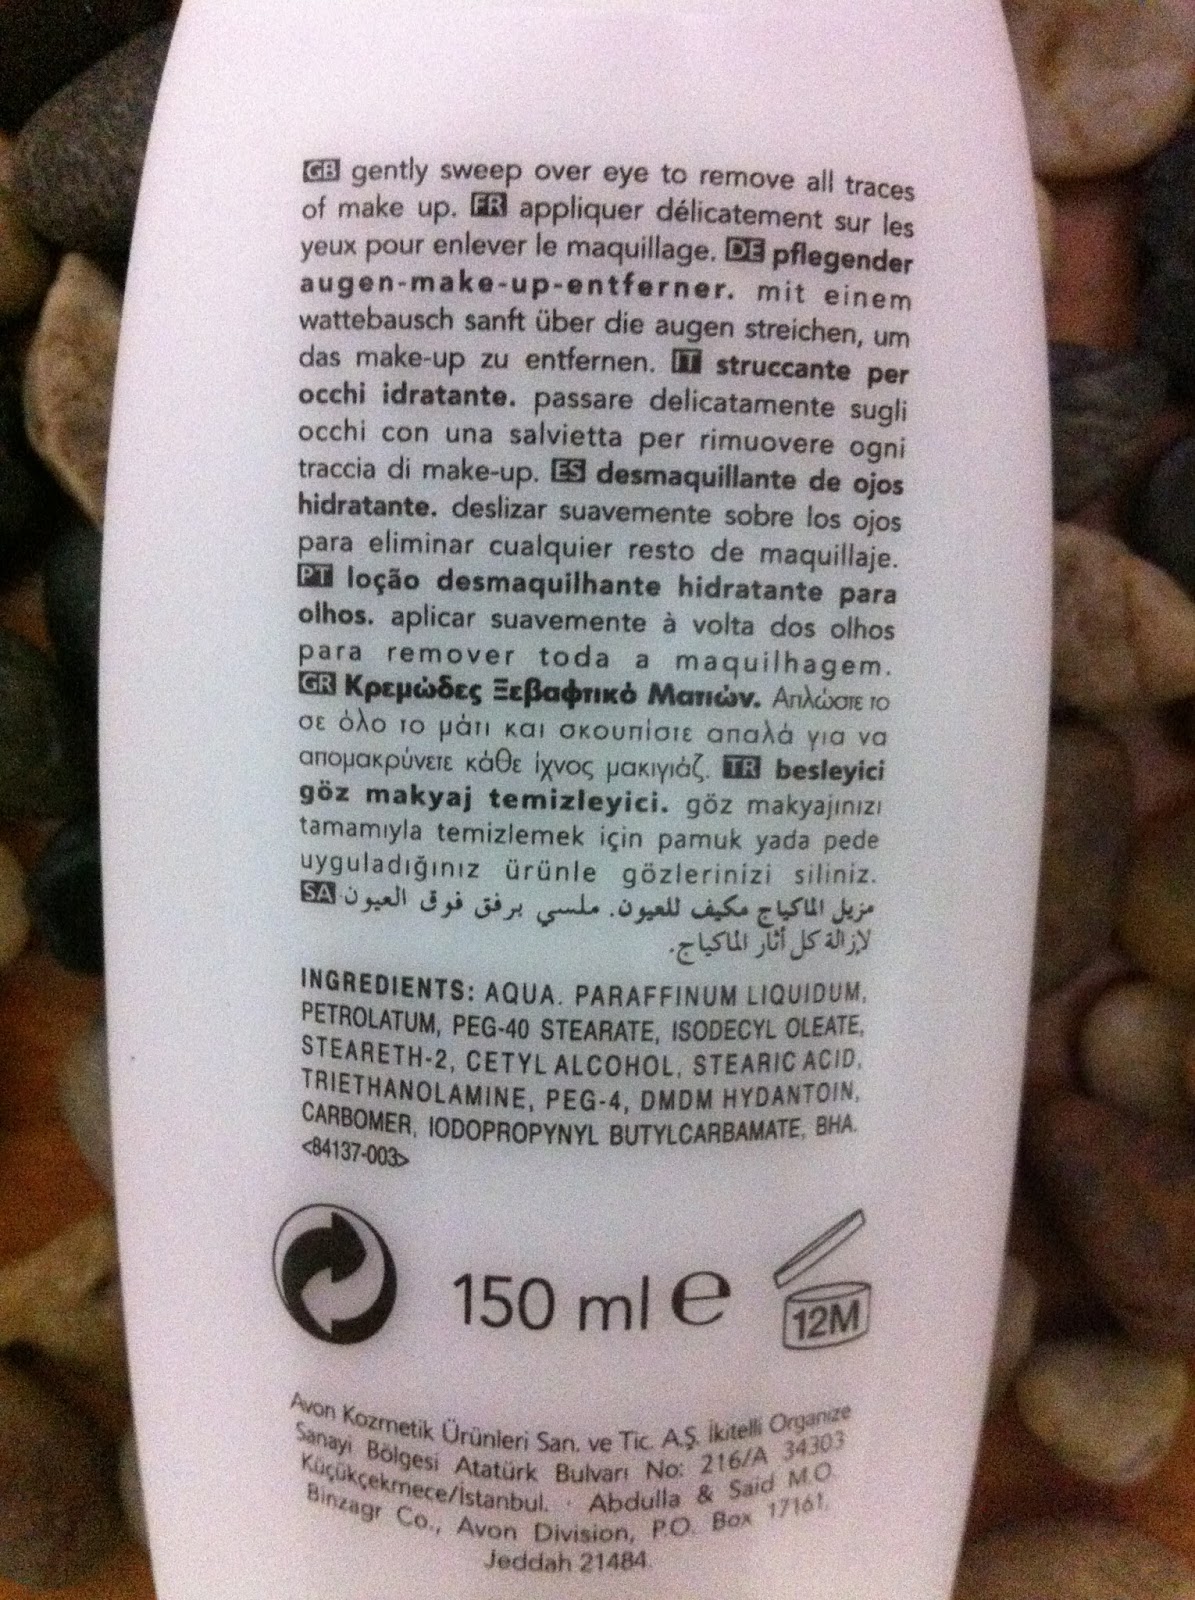 GB gently sweep over eye to remove all traces
of make up. FR appliquer délicatement sur les
yeux pour enlever le maquillage. DE pflegender
augen-make-up-entferner. mit einem
wattebausch sanft über die augen streichen, um
das make-up zu entfernen. IT struccante per
occhi idratante. passare delicatamente sugli
occhi con una salvietta per rimuovere ogni
traccia di make-up. ES desmaquillante de ojos
hidratante. deslizar suavemente sobre los ojos
para eliminar cualquier resto de maquillaje.
PT loção desmaquilhante hidratante para
olhos. aplicar suavemente à volta dos olhos
para remover toda a maquilhagem.
GR Κρεμώδες Ξεβαφτικό Ματιών. Απλώστε το
σε όλο το μάτι και σκουπίστε απαλά για να
απομακρύνετε κάθε ίχνος μακιγιάζ. TR besleyici
göz makyaj temizleyici. göz makyajınızı
tamamıyla temizlemek için pamuk yada pede
uyguladığınız ürünle gözlerinizi siliniz.
SA مزيل الماكياج مكيف للعيون. ملسي برفق فوق العيون
لإزالة كل أثار الماكياج.
INGREDIENTS: AQUA. PARAFFINUM LIQUIDUM,
PETROLATUM, PEG-40 STEARATE, ISODECYL OLEATE,
STEARETH-2, CETYL ALCOHOL, STEARIC ACID,
TRIETHANOLAMINE, PEG-4, DMDM HYDANTOIN,
CARBOMER, IODOPROPYNYL BUTYLCARBAMATE, BHA.
<84137-003>
150 ml e
12M
Avon Kozmetik Ürünleri San. ve Tic. A.Ş. İkitelli Organize
Sanayi Bölgesi Atatürk Bulvarı No: 216/A 34303
Küçükçekmece/İstanbul. · Abdulla & Said M.O.
Binzagr Co., Avon Division, P.O. Box 17161,
Jeddah 21484.